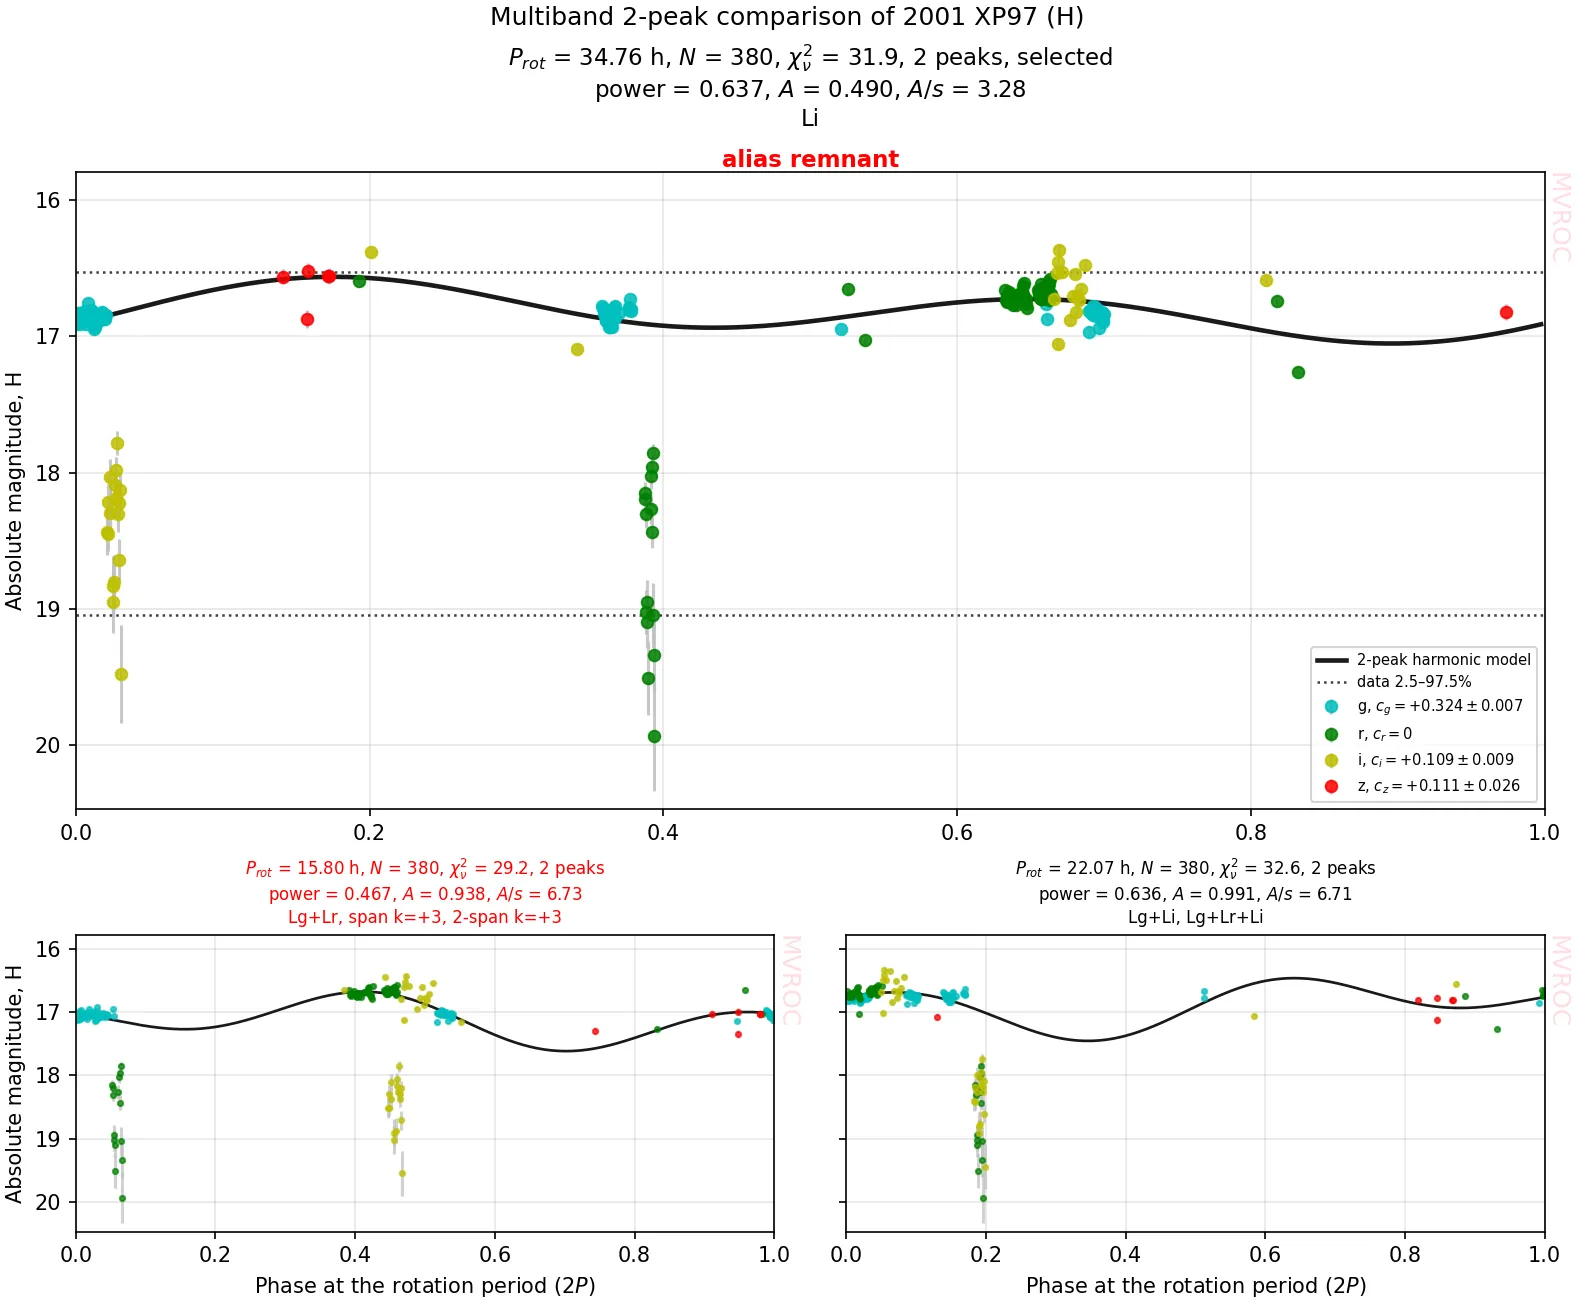 Multiband 2-peak comparison of 2001 XP97 (H)
P_rot = 34.76 h, N = 380, χ²_ν = 31.9, 2 peaks, selected
power = 0.637, A = 0.490, A/s = 3.28
Li
alias remnant
MVROC
Absolute magnitude, H
16
17
18
19
20
2-peak harmonic model
data 2.5–97.5%
g, c_g = +0.324 ± 0.007
r, c_r = 0
i, c_i = +0.109 ± 0.009
z, c_z = +0.111 ± 0.026
0.0 0.2 0.4 0.6 0.8 1.0
P_rot = 15.80 h, N = 380, χ²_ν = 29.2, 2 peaks
power = 0.467, A = 0.938, A/s = 6.73
Lg+Lr, span k=+3, 2-span k=+3
MVROC
Absolute magnitude, H
16
17
18
19
20
0.0 0.2 0.4 0.6 0.8 1.0
Phase at the rotation period (2P)
P_rot = 22.07 h, N = 380, χ²_ν = 32.6, 2 peaks
power = 0.636, A = 0.991, A/s = 6.71
Lg+Li, Lg+Lr+Li
MVROC
0.0 0.2 0.4 0.6 0.8 1.0
Phase at the rotation period (2P)